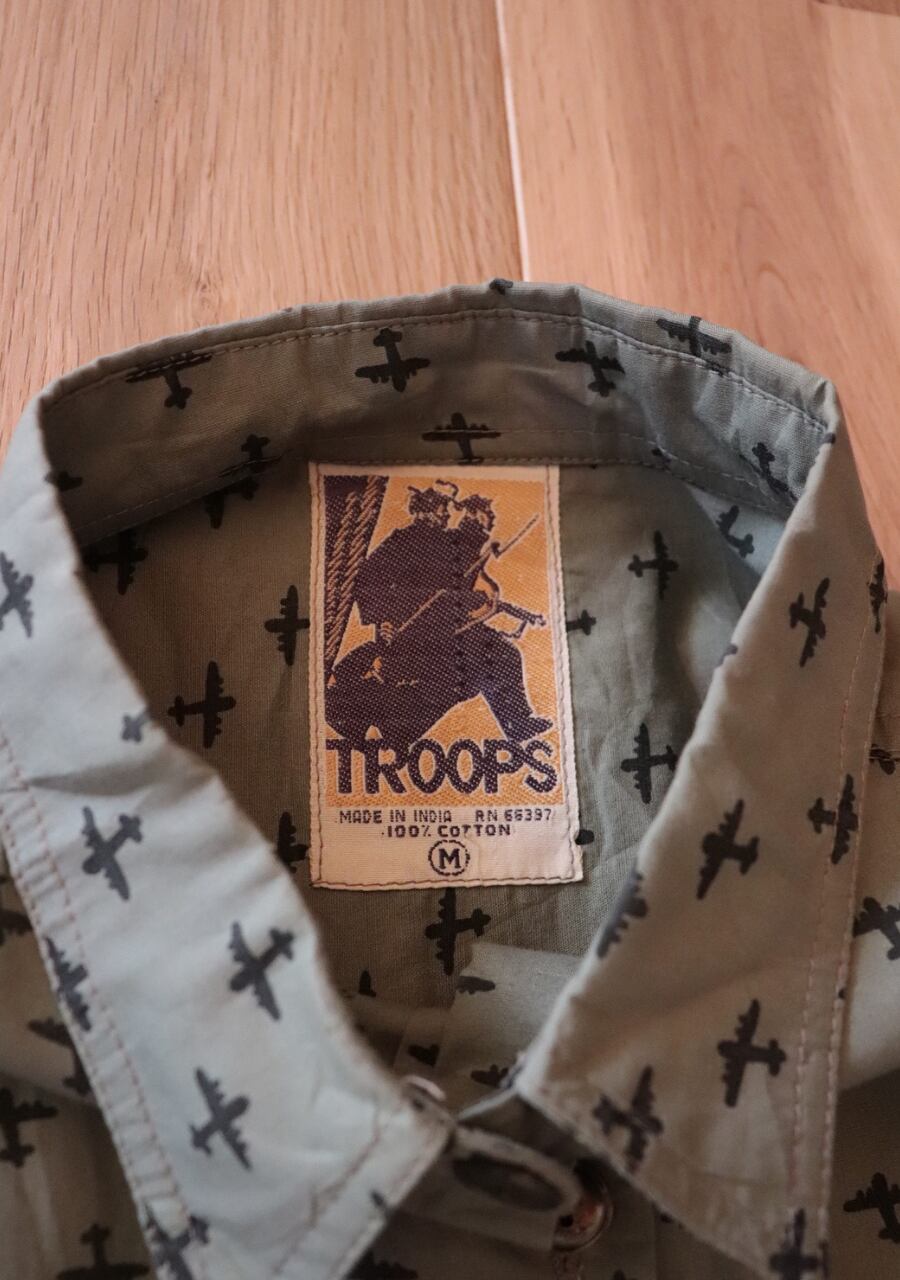 TROOPS
MADE IN INDIA RN 66397
100% COTTON
M